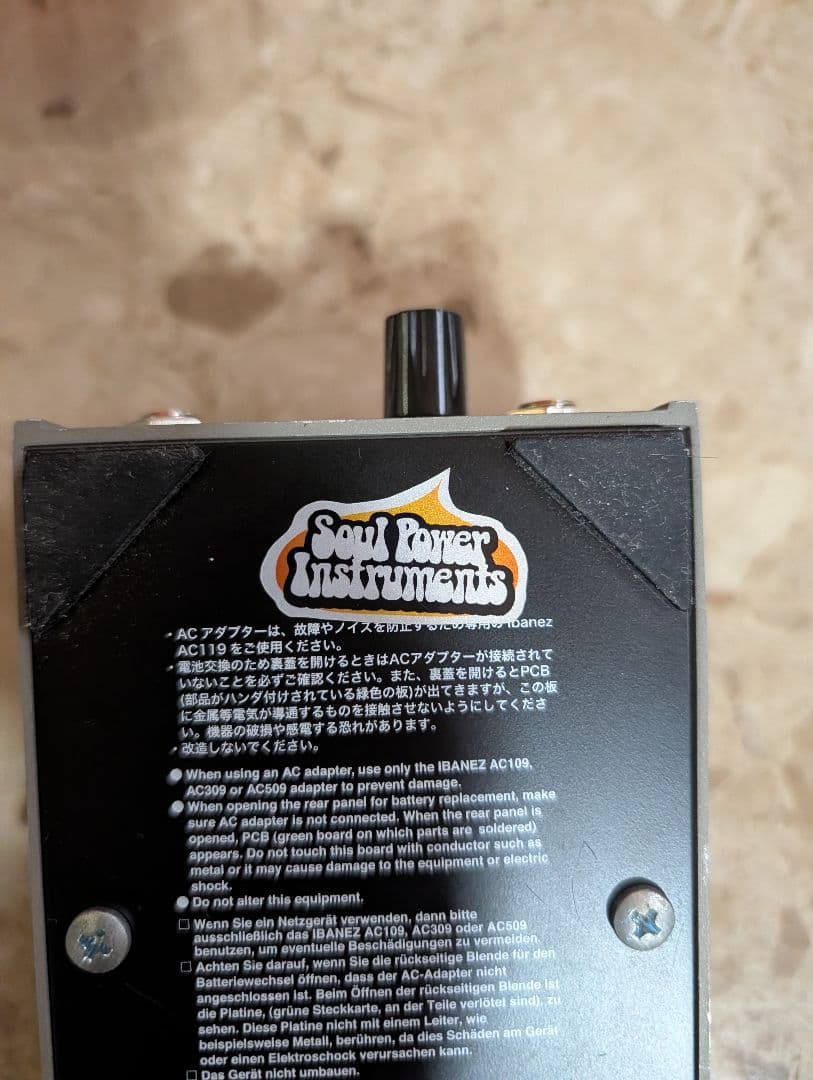 Soul Power
Instruments
・ACアダプターは、故障やノイズを防止するため専用のIbanez
AC119をご使用ください。
・電池交換のため裏蓋を開けるときはACアダプターが接続されて
いないことを必ずご確認ください。また、裏蓋を開けるとPCB
(部品がハンダ付けされている緑色の板)が出てきますが、この板
に金属等電気が導通するものを接触させないようにしてくださ
い。機器の破損や感電する恐れがあります。
・改造しないでください。
● When using an AC adapter, use only the IBANEZ AC109,
AC309 or AC509 adapter to prevent damage.
● When opening the rear panel for battery replacement, make
sure AC adapter is not connected. When the rear panel is
opened, PCB (green board on which parts are soldered)
appears. Do not touch this board with conductor such as
metal or it may cause damage to the equipment or electric
shock.
● Do not alter this equipment.
□ Wenn Sie ein Netzgerät verwenden, dann bitte
ausschließlich das IBANEZ AC109, AC309 oder AC509
benutzen, um eventuelle Beschädigungen zu vermeiden.
□ Achten Sie darauf, wenn Sie die rückseitige Blende für den
Batteriewechsel öffnen, dass der AC-Adapter nicht
angeschlossen ist. Beim Öffnen der rückseitigen Blende ist
die Platine, (grüne Steckkarte, an der Teile verlötet sind), zu
sehen. Diese Platine nicht mit einem Leiter, wie
beispielsweise Metall, berühren, da dies Schäden am Gerät
oder einen Elektroschock verursachen kann.
□ Das Gerät nicht umbauen.